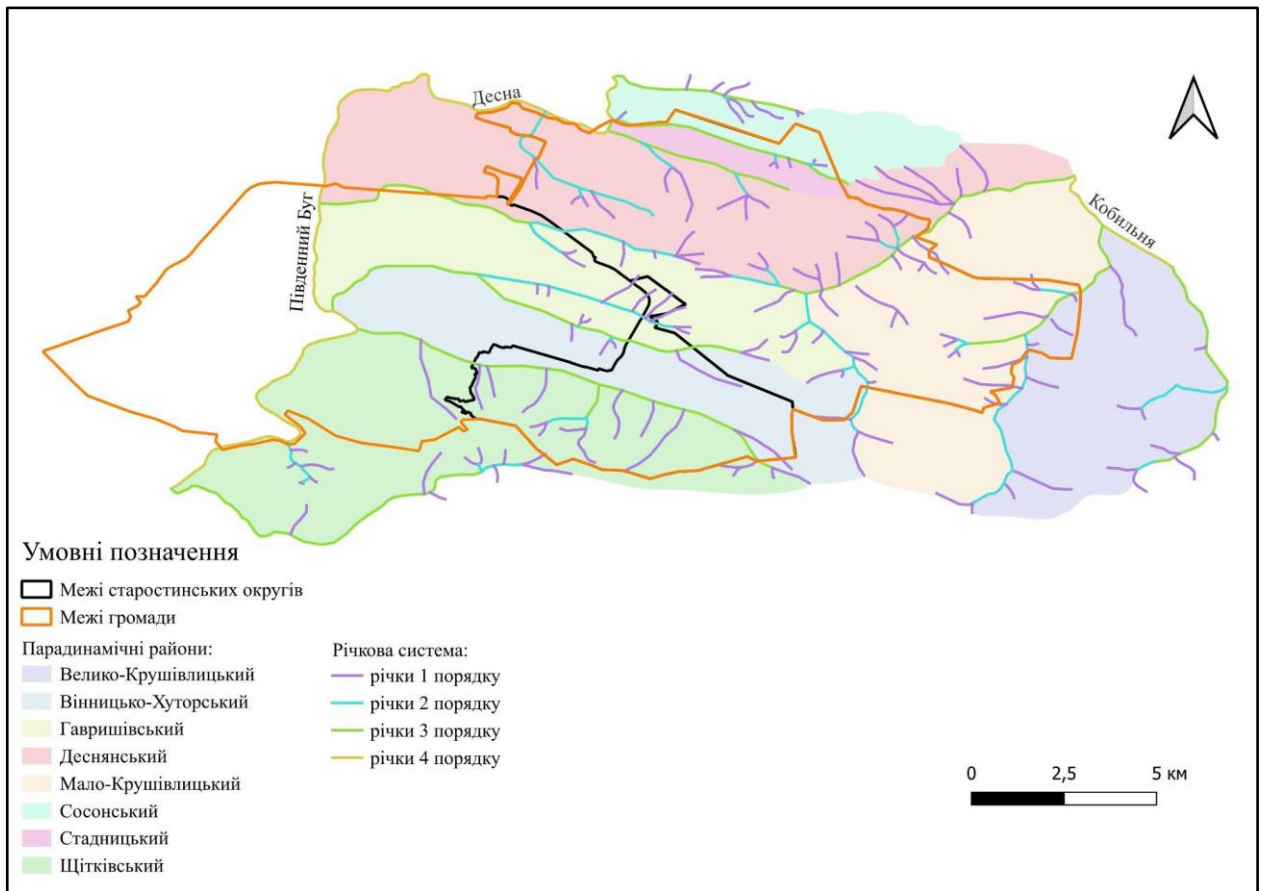 Десна
Південний Буг
Кобильня
Умовні позначення
Межі старостинських округів
Межі громади
Парадинамічні райони:
Велико-Крушівлицький
Вінницько-Хуторський
Гавришівський
Деснянський
Мало-Крушівлицький
Сосонський
Стадницький
Щітківський
Річкова система:
річки 1 порядку
річки 2 порядку
річки 3 порядку
річки 4 порядку
0 2,5 5 км